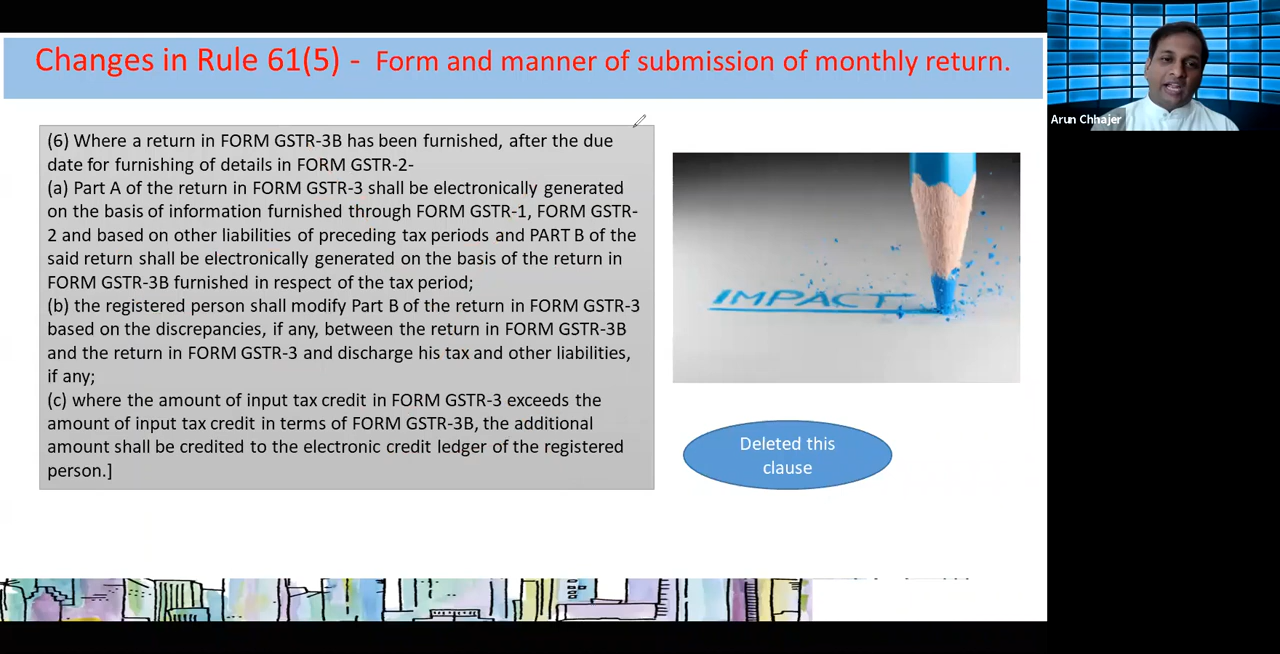 Changes in Rule 61(5) - Form and manner of submission of monthly return.
Arun Chhajer
(6) Where a return in FORM GSTR-3B has been furnished, after the due
date for furnishing of details in FORM GSTR-2-
(a) Part A of the return in FORM GSTR-3 shall be electronically generated
on the basis of information furnished through FORM GSTR-1, FORM GSTR-
2 and based on other liabilities of preceding tax periods and PART B of the
said return shall be electronically generated on the basis of the return in
FORM GSTR-3B furnished in respect of the tax period;
(b) the registered person shall modify Part B of the return in FORM GSTR-3
based on the discrepancies, if any, between the return in FORM GSTR-3B
and the return in FORM GSTR-3 and discharge his tax and other liabilities,
if any;
(c) where the amount of input tax credit in FORM GSTR-3 exceeds the
amount of input tax credit in terms of FORM GSTR-3B, the additional
amount shall be credited to the electronic credit ledger of the registered
person.]
IMPACT
Deleted this
clause